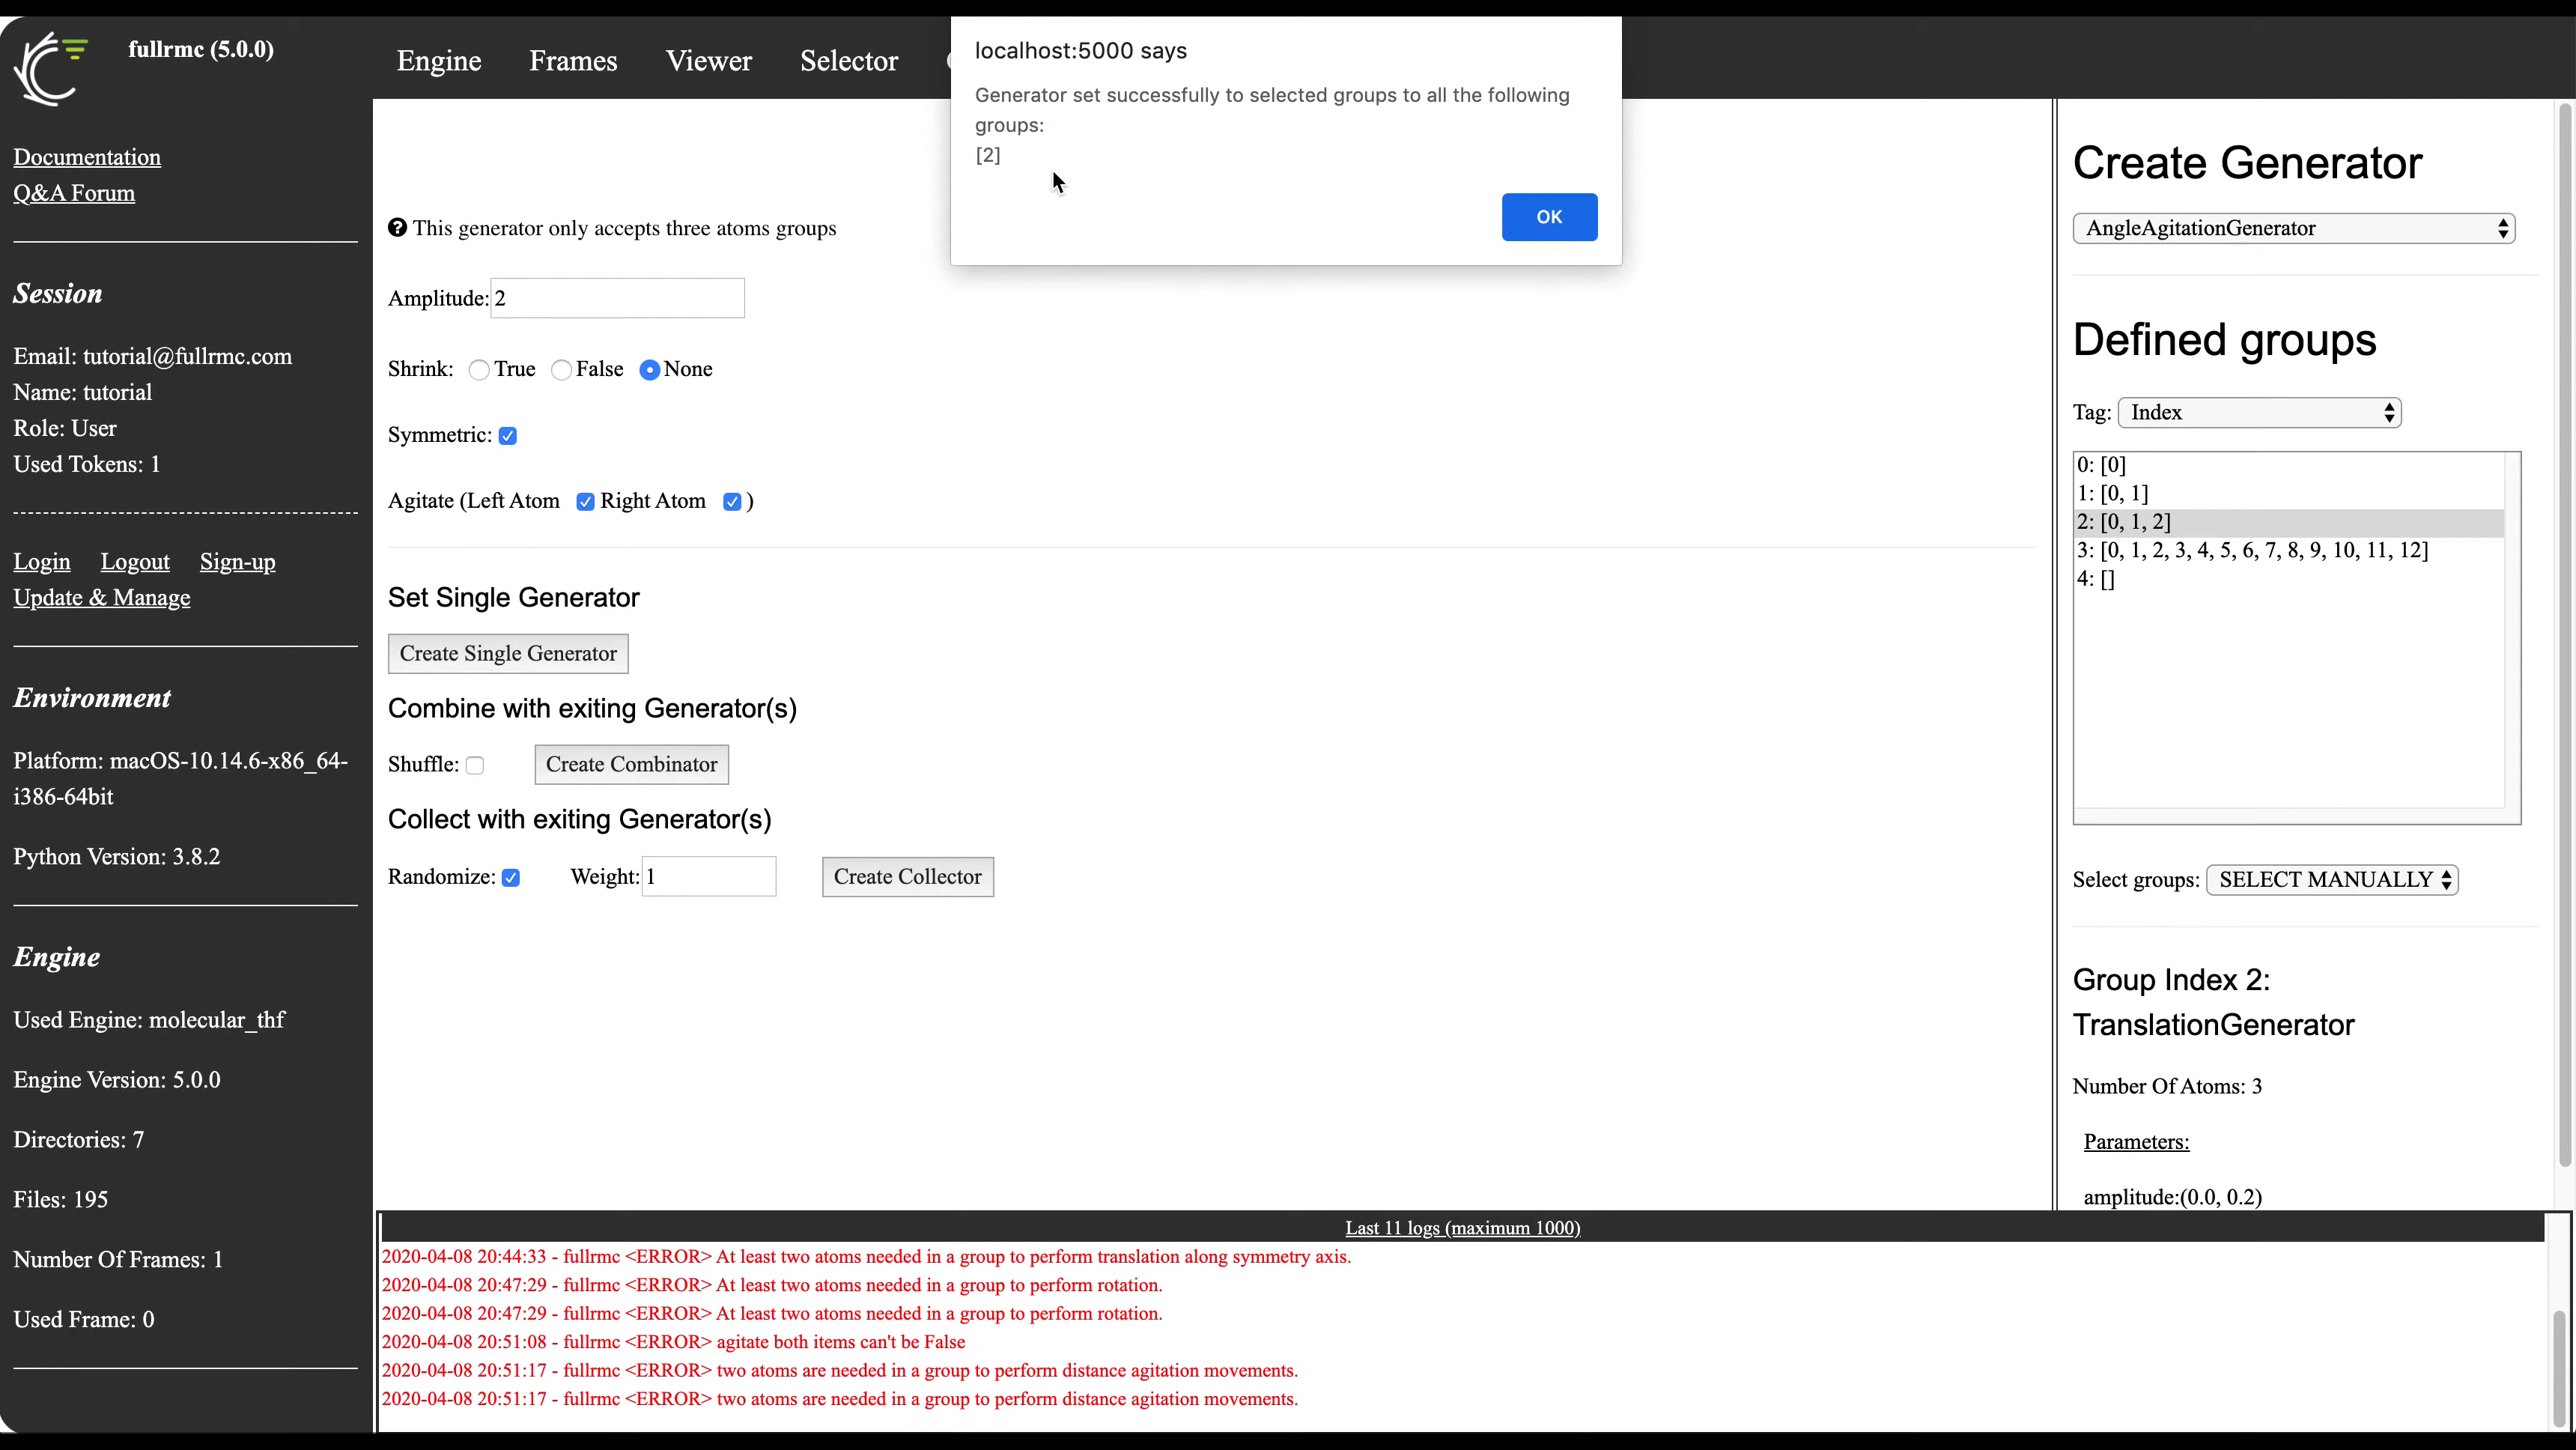 fullrmc (5.0.0)
Engine Frames Viewer Selector
localhost:5000 says
Generator set successfully to selected groups to all the following
groups:
[2]
OK
Documentation
Q&A Forum
Session
Email: tutorial@fullrmc.com
Name: tutorial
Role: User
Used Tokens: 1
Login Logout Sign-up
Update & Manage
Environment
Platform: macOS-10.14.6-x86_64-
i386-64bit
Python Version: 3.8.2
Engine
Used Engine: molecular_thf
Engine Version: 5.0.0
Directories: 7
Files: 195
Number Of Frames: 1
Used Frame: 0
This generator only accepts three atoms groups
Amplitude: 2
Shrink: True False None
Symmetric:
Agitate (Left Atom Right Atom )
Set Single Generator
Create Single Generator
Combine with exiting Generator(s)
Shuffle: Create Combinator
Collect with exiting Generator(s)
Randomize: Weight: 1 Create Collector
Create Generator
AngleAgitationGenerator
Defined groups
Tag: Index
0: [0]
1: [0, 1]
2: [0, 1, 2]
3: [0, 1, 2, 3, 4, 5, 6, 7, 8, 9, 10, 11, 12]
4: []
Select groups: SELECT MANUALLY
Group Index 2:
TranslationGenerator
Number Of Atoms: 3
Parameters:
amplitude:(0.0, 0.2)
Last 11 logs (maximum 1000)
2020-04-08 20:44:33 - fullrmc <ERROR> At least two atoms needed in a group to perform translation along symmetry axis.
2020-04-08 20:47:29 - fullrmc <ERROR> At least two atoms needed in a group to perform rotation.
2020-04-08 20:47:29 - fullrmc <ERROR> At least two atoms needed in a group to perform rotation.
2020-04-08 20:51:08 - fullrmc <ERROR> agitate both items can't be False
2020-04-08 20:51:17 - fullrmc <ERROR> two atoms are needed in a group to perform distance agitation movements.
2020-04-08 20:51:17 - fullrmc <ERROR> two atoms are needed in a group to perform distance agitation movements.